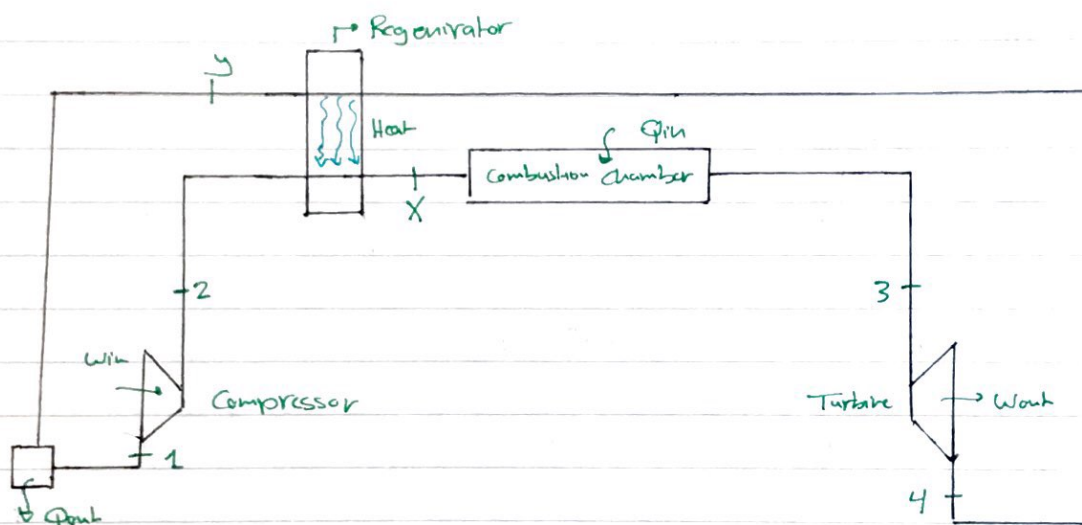 Regenirator
y
Heat
Qin
Combustion chamber
X
2
3
Win
Compressor
Turbine
Wout
1
4
Qout